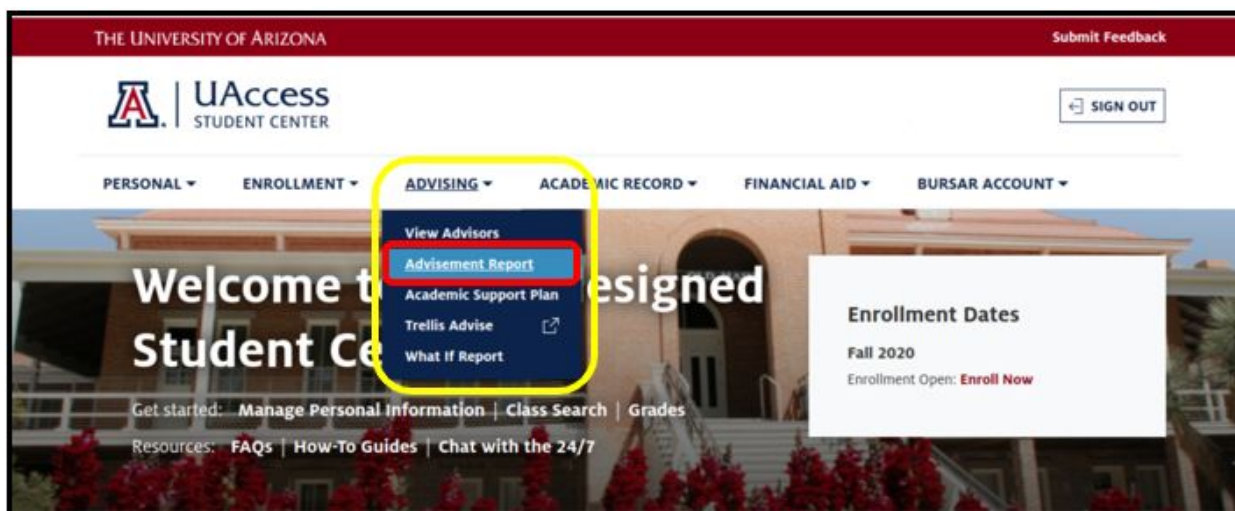 THE UNIVERSITY OF ARIZONA
Submit Feedback
A.
UAccess
STUDENT CENTER
SIGN OUT
PERSONAL
ENROLLMENT
ADVISING
ACADEMIC RECORD
FINANCIAL AID
BURSAR ACCOUNT
View Advisors
Advisement Report
Academic Support Plan
Trellis Advise
What If Report
Welcome t esigned
Student Ce
Get started: Manage Personal Information | Class Search | Grades
Resources: FAQs | How-To Guides | Chat with the 24/7
Enrollment Dates
Fall 2020
Enrollment Open: Enroll Now